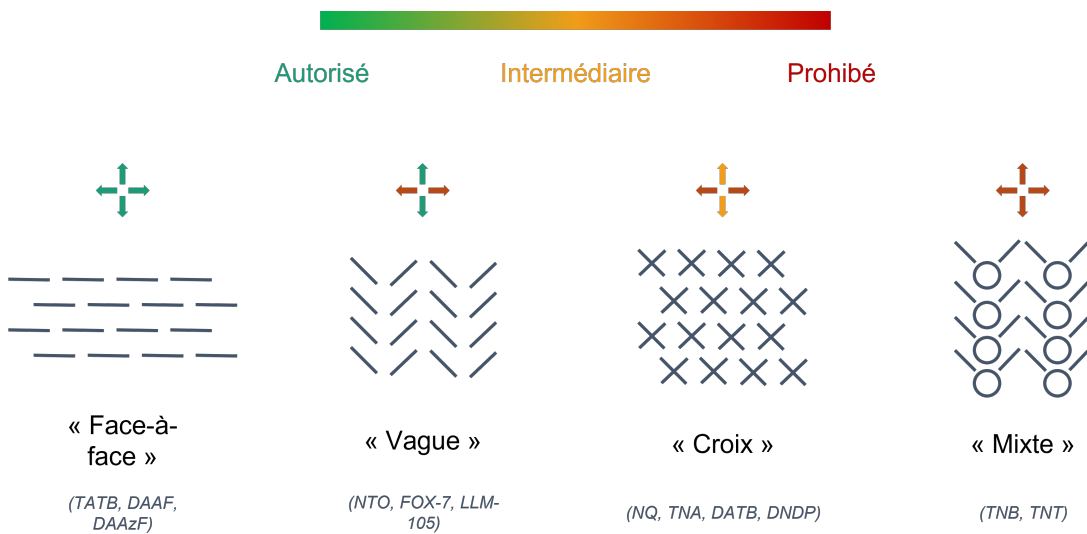 Autorisé
Intermédiaire
Prohibé
« Face-à-
face »
« Vague »
« Croix »
« Mixte »
(TATB, DAAF,
DAAzF)
(NTO, FOX-7, LLM-
105)
(NQ, TNA, DATB, DNDP)
(TNB, TNT)